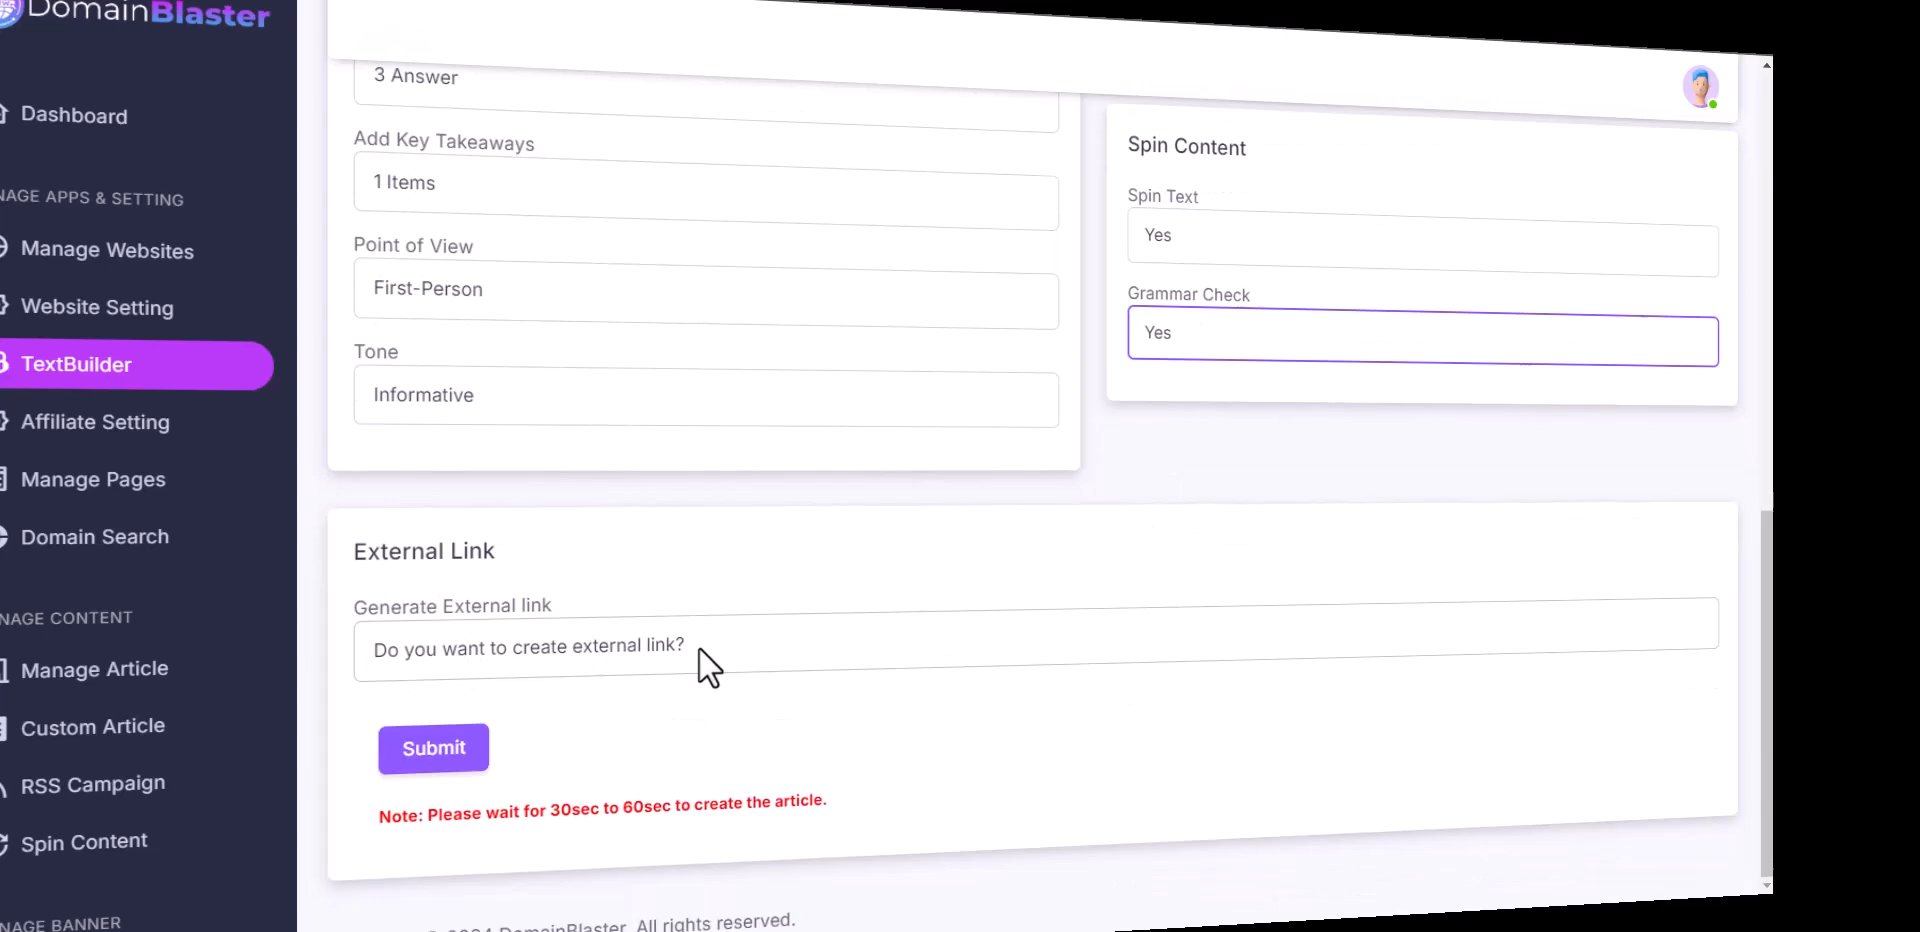 DomainBlaster
Dashboard
NAGE APPS & SETTING
Manage Websites
Website Setting
TextBuilder
Affiliate Setting
Manage Pages
Domain Search
NAGE CONTENT
Manage Article
Custom Article
RSS Campaign
Spin Content
NAGE BANNER
3 Answer
Add Key Takeaways
1 Items
Point of View
First-Person
Tone
Informative
Spin Content
Spin Text
Yes
Grammar Check
Yes
External Link
Generate External link
Do you want to create external link?
Submit
Note: Please wait for 30sec to 60sec to create the article.
© 2024 DomainBlaster. All rights reserved.